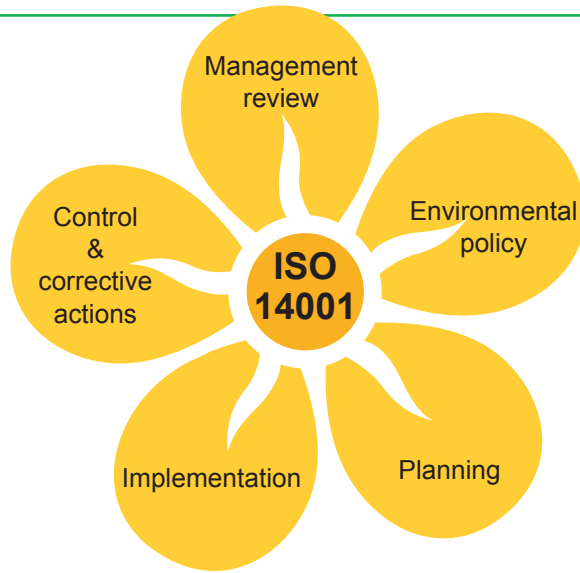 Management
review
Environmental
policy
Control
&
corrective
actions
ISO
14001
Implementation
Planning